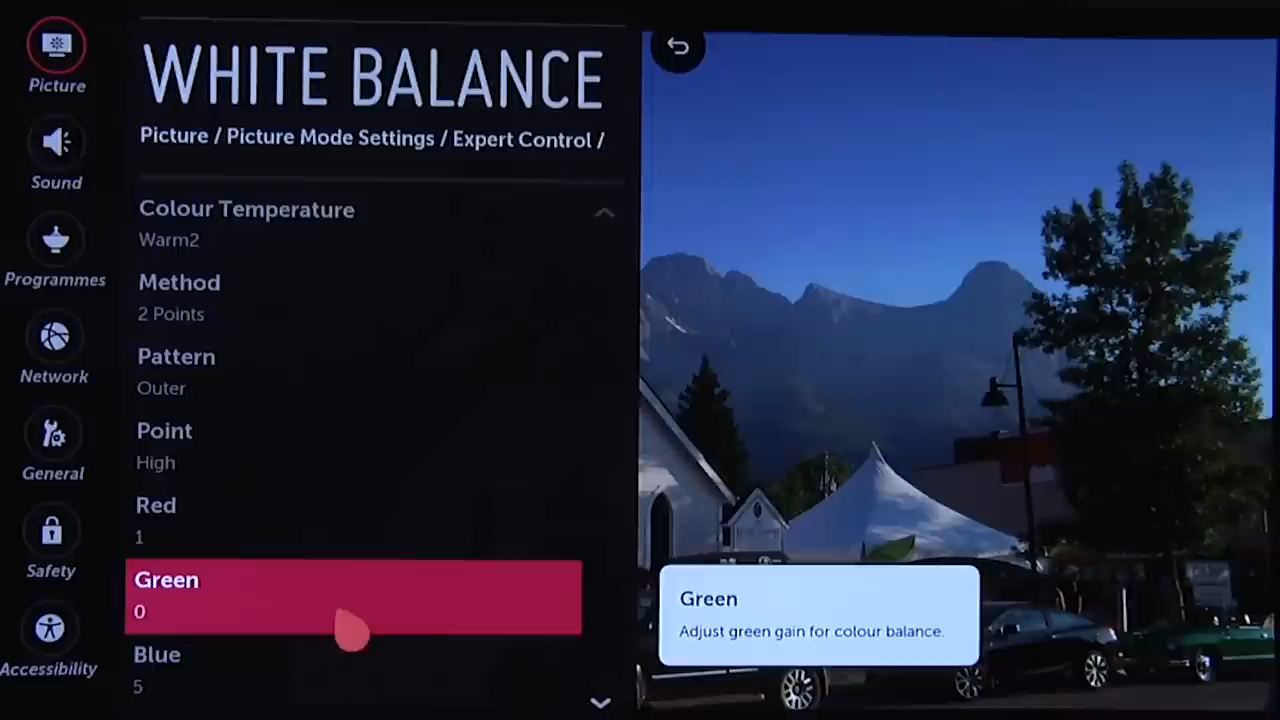 Picture
Sound
Programmes
Network
General
Safety
Accessibility
WHITE BALANCE
Picture / Picture Mode Settings / Expert Control /
Colour Temperature
Warm2
Method
2 Points
Pattern
Outer
Point
High
Red
1
Green
0
Blue
5
Green
Adjust green gain for colour balance.